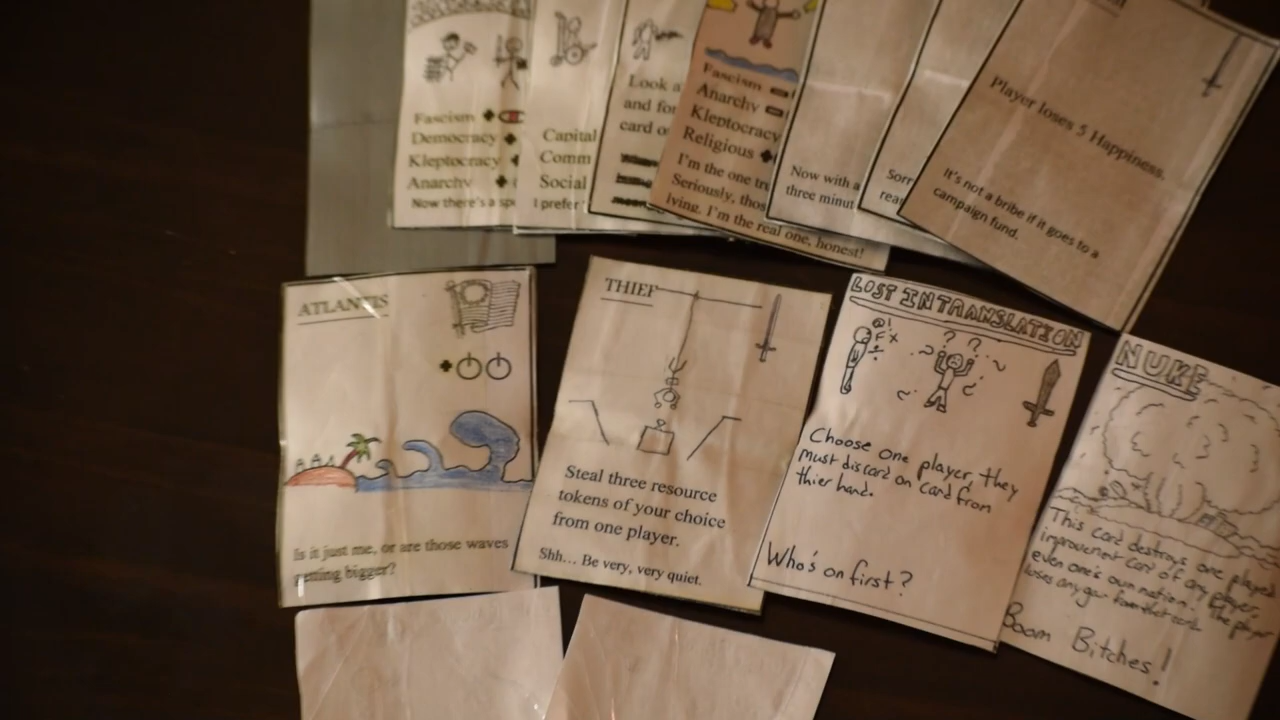 Fascism
Democracy
Kleptocracy
Anarchy
Now there's a
Capital
Comm
Social
I prefer
Look a
and
card
Fascism
Anarchy
Kleptocracy
Religious
I'm the one
Seriously, thos
living. I'm the real one, honest!
Now with a
three minut
Sorr
rea
Player loses 5 Happiness.
It's not a bribe if it goes to a
campaign fund.
ATLANTIS
Is it just me, or are those waves
getting bigger?
THIEF
Steal three resource
tokens of your choice
from one player.
Shh... Be very, very quiet.
LOST IN TRANSLATION
@!
F x
÷
? ?
Choose one player, they
must discard on card from
thier hand.
Who's on first?
NUKE
This card destroys one played
improvement card of any player,
even one's own nation. The player
loses any gain from that card.
Boom Bitches!